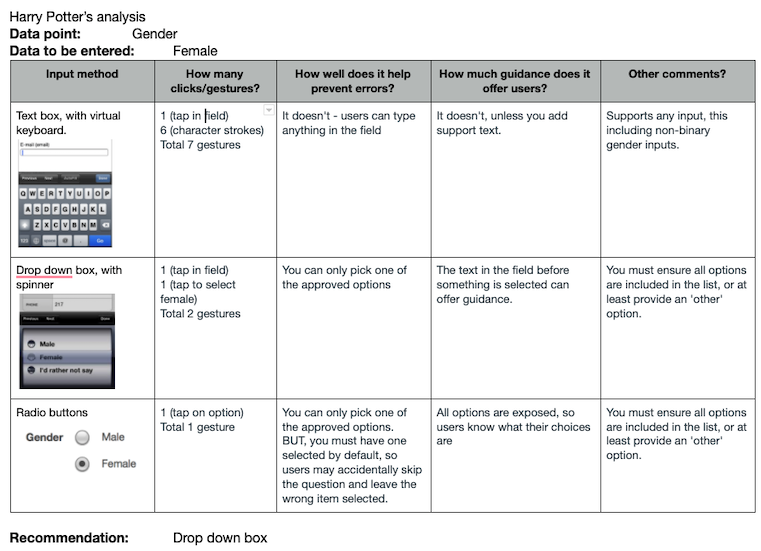 Harry Potter's analysis
Data point: Gender
Data to be entered: Female
Input method
How many
clicks/gestures?
How well does it help
prevent errors?
How much guidance does it
offer users?
Other comments?
Text box, with virtual
keyboard.
E-mail (email)
Previous Next AutoFill Done
Q W E R T Y U I O P
A S D F G H J K L
Z X C V B N M
123 space @ . Go
1 (tap in field)
6 (character strokes)
Total 7 gestures
It doesn't - users can type
anything in the field
It doesn't, unless you add
support text.
Supports any input, this
including non-binary
gender inputs.
Drop down box, with
spinner
PHONE 217
Previous Next Done
Male
Female
I'd rather not say
1 (tap in field)
1 (tap to select
female)
Total 2 gestures
You can only pick one of
the approved options
The text in the field before
something is selected can
offer guidance.
You must ensure all options
are included in the list, or at
least provide an 'other'
option.
Radio buttons
Gender Male
Female
1 (tap on option)
Total 1 gesture
You can only pick one of
the approved options.
BUT, you must have one
selected by default, so
users may accidentally skip
the question and leave the
wrong item selected.
All options are exposed, so
users know what their choices
are
You must ensure all options
are included in the list, or at
least provide an 'other'
option.
Recommendation: Drop down box